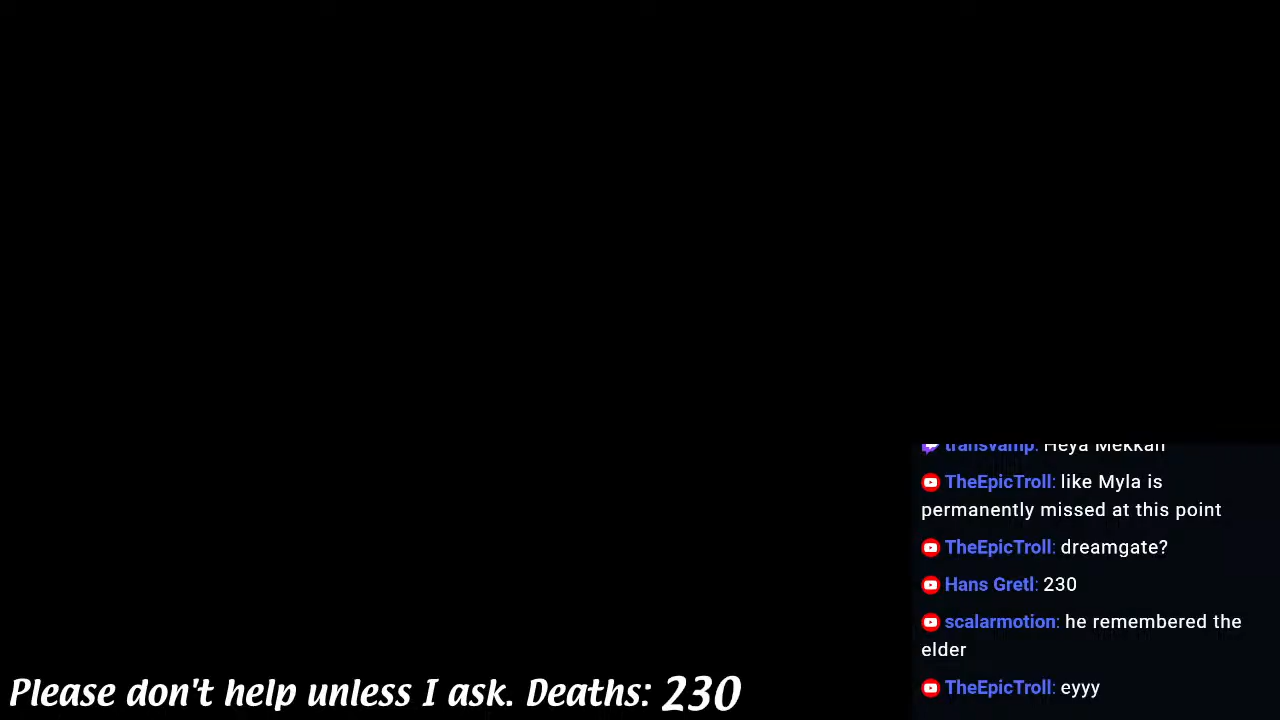 transvamp: Heya Mekkah
TheEpicTroll: like Myla is
permanently missed at this point
TheEpicTroll: dreamgate?
Hans Gretl: 230
scalarmotion: he remembered the
elder
TheEpicTroll: eyyy
Please don't help unless I ask. Deaths: 230